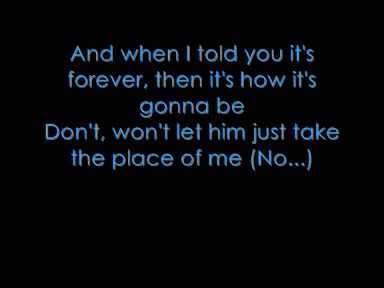 And when I told you it's
forever, then it's how it's
gonna be
Don't, won't let him just take
the place of me (No...)